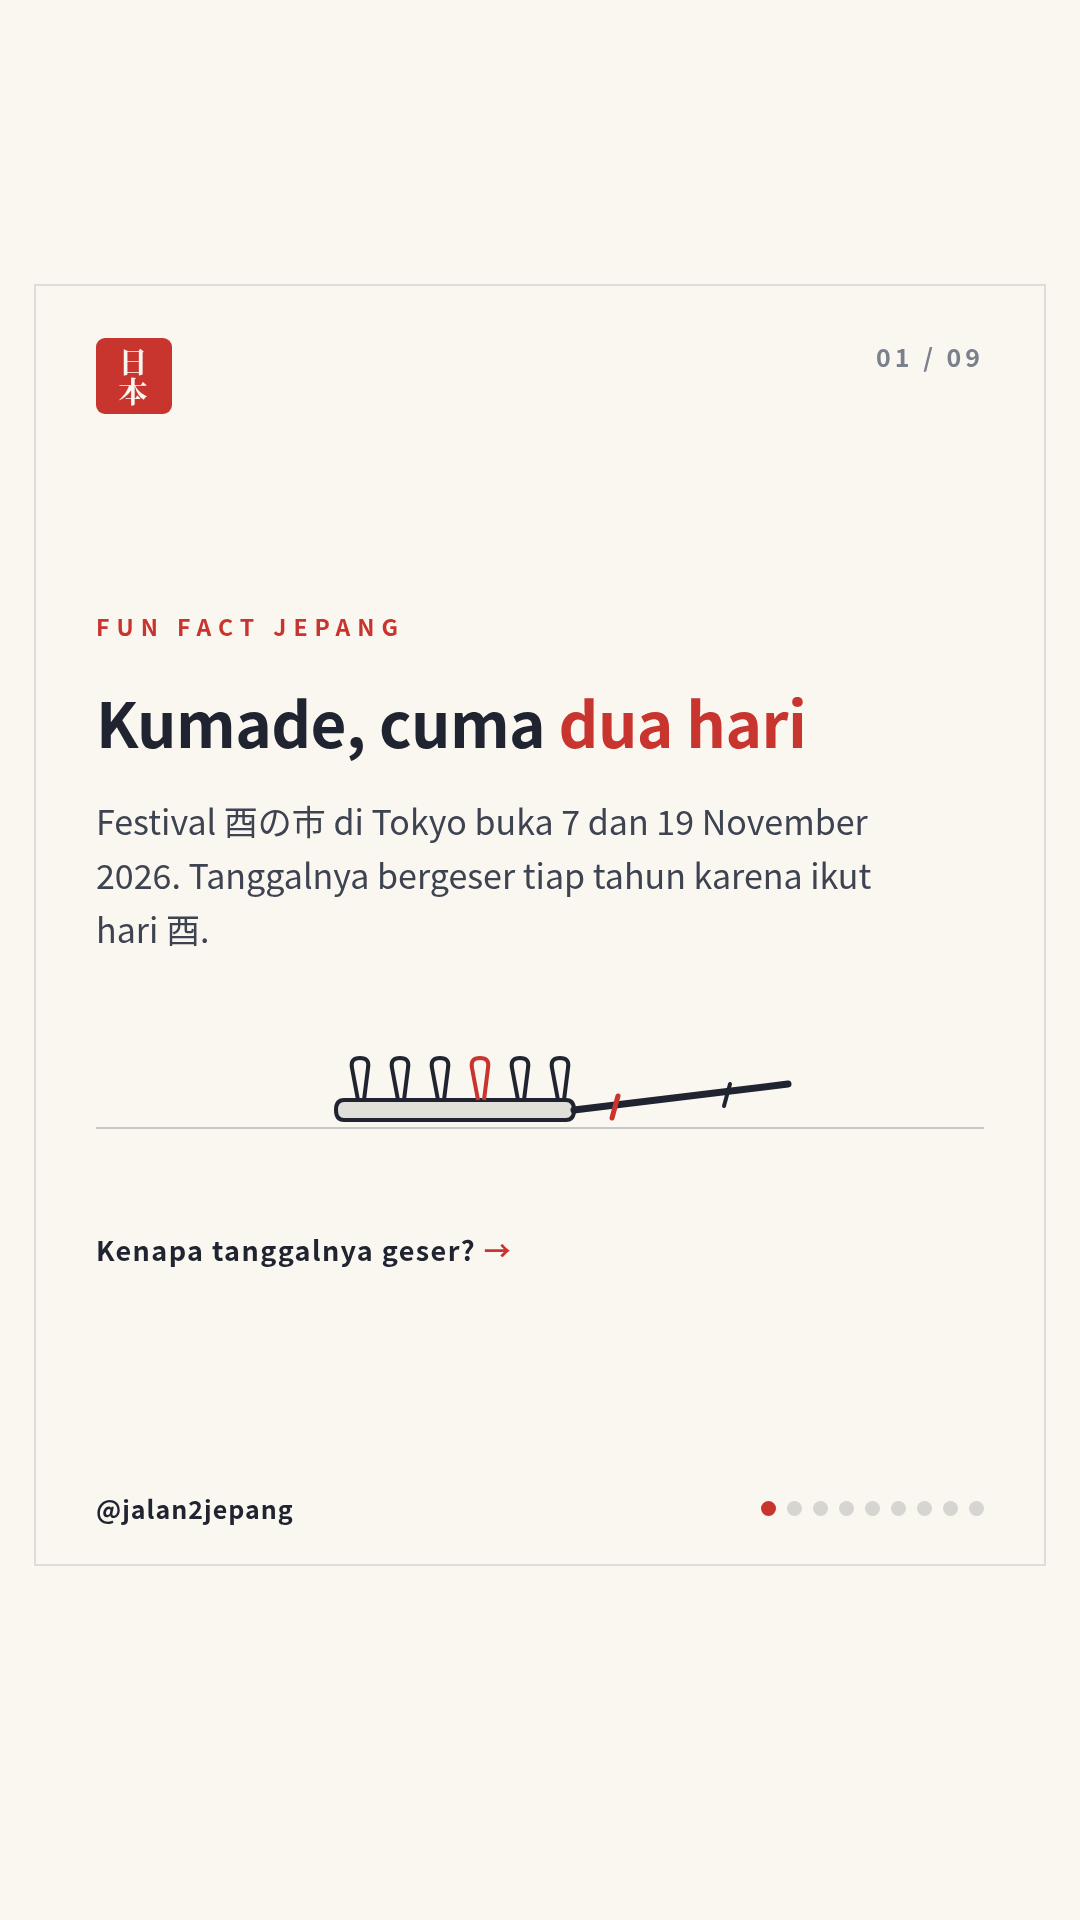 日
本
01 / 09
FUN FACT JEPANG
Kumade, cuma dua hari
Festival 酉の市 di Tokyo buka 7 dan 19 November
2026. Tanggalnya bergeser tiap tahun karena ikut
hari 酉.
Kenapa tanggalnya geser? →
@jalan2jepang